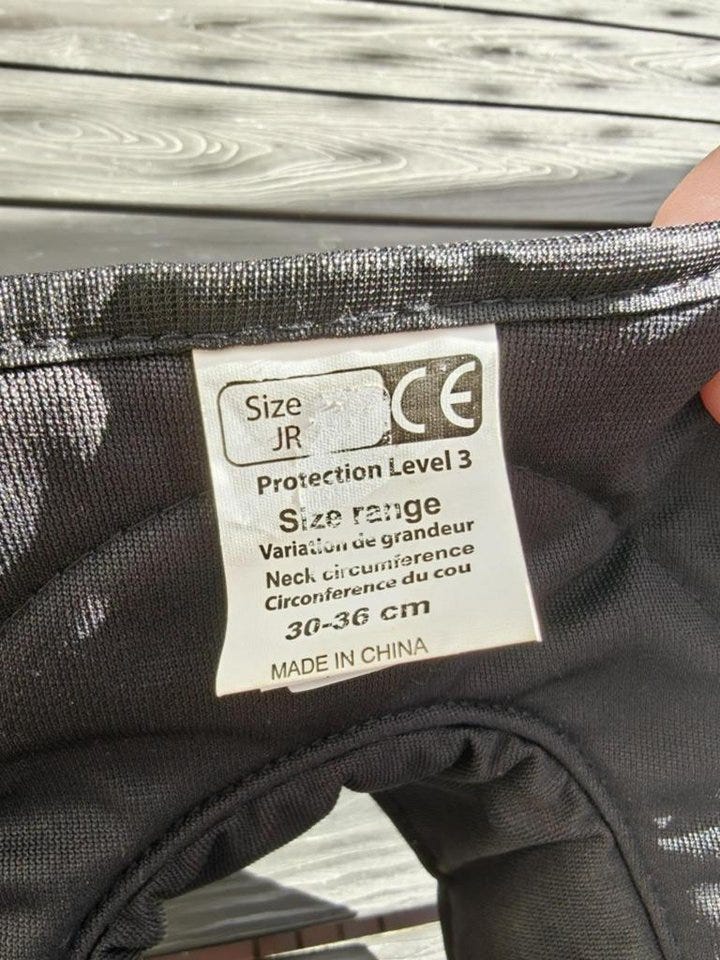 Size
JR
CE
Protection Level 3
Size range
Variation de grandeur
Neck circumference
Circonference du cou
30-36 cm
MADE IN CHINA